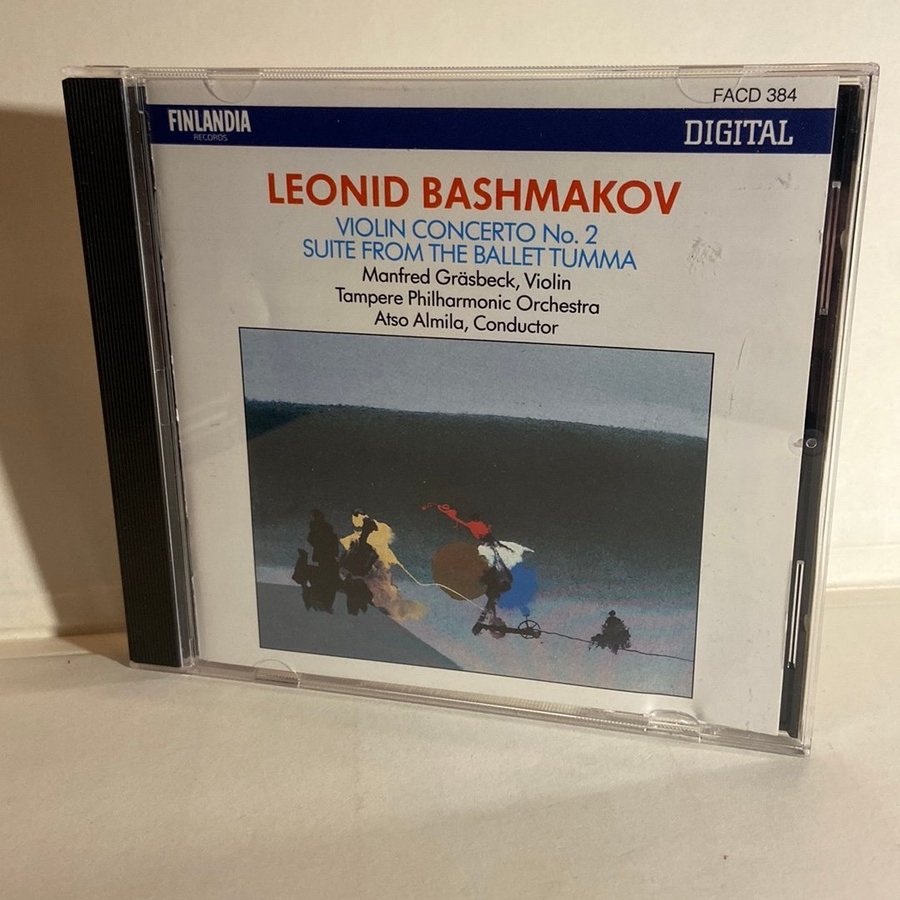 FACD 384
FINLANDIA
RECORDS
DIGITAL
LEONID BASHMAKOV
VIOLIN CONCERTO No. 2
SUITE FROM THE BALLET TUMMA
Manfred Gräsbeck, Violin
Tampere Philharmonic Orchestra
Atso Almila, Conductor